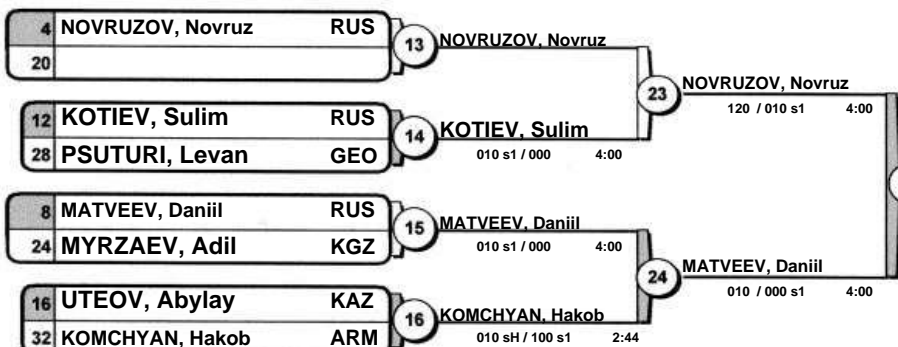 4 NOVRUZOV, Novruz RUS
20
13 NOVRUZOV, Novruz
12 KOTIEV, Sulim RUS
28 PSUTURI, Levan GEO
14 KOTIEV, Sulim
010 s1 / 000 4:00
23 NOVRUZOV, Novruz
120 / 010 s1 4:00
8 MATVEEV, Daniil RUS
24 MYRZAEV, Adil KGZ
15 MATVEEV, Daniil
010 s1 / 000 4:00
16 UTEOV, Abylay KAZ
32 KOMCHYAN, Hakob ARM
16 KOMCHYAN, Hakob
010 sH / 100 s1 2:44
24 MATVEEV, Daniil
010 / 000 s1 4:00